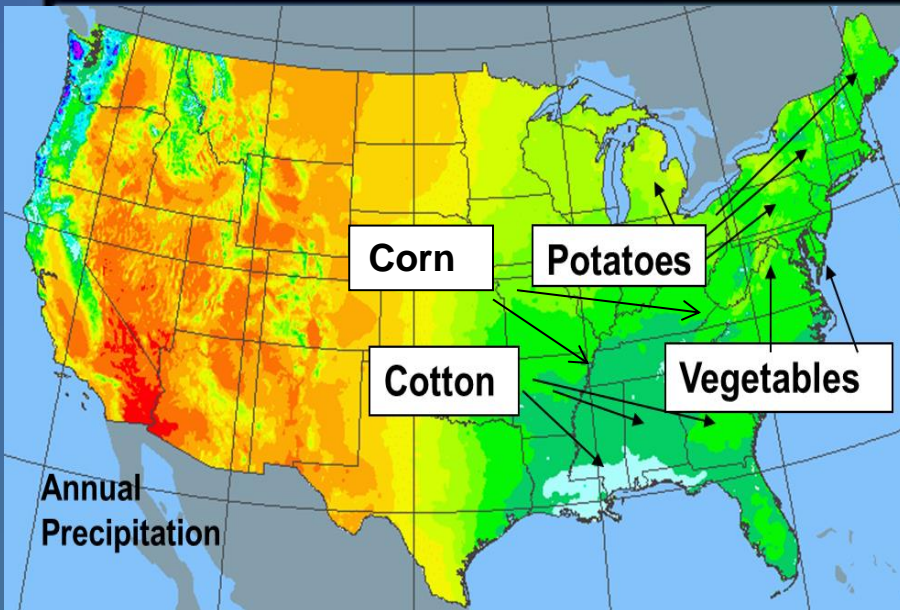 Corn
Potatoes
Cotton
Vegetables
Annual
Precipitation